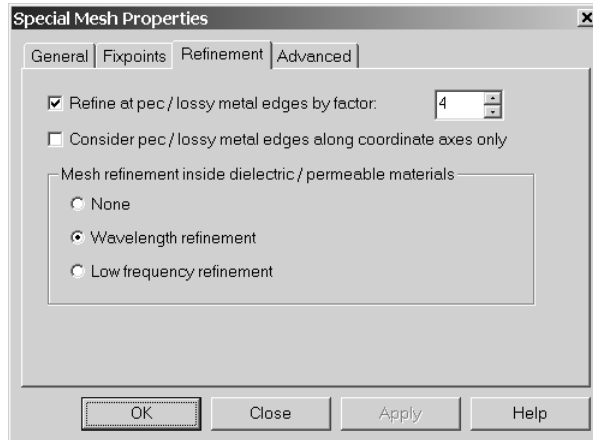 Special Mesh Properties
General Fixpoints Refinement Advanced
Refine at pec / lossy metal edges by factor: 4
Consider pec / lossy metal edges along coordinate axes only
Mesh refinement inside dielectric / permeable materials
None
Wavelength refinement
Low frequency refinement
OK Close Apply Help